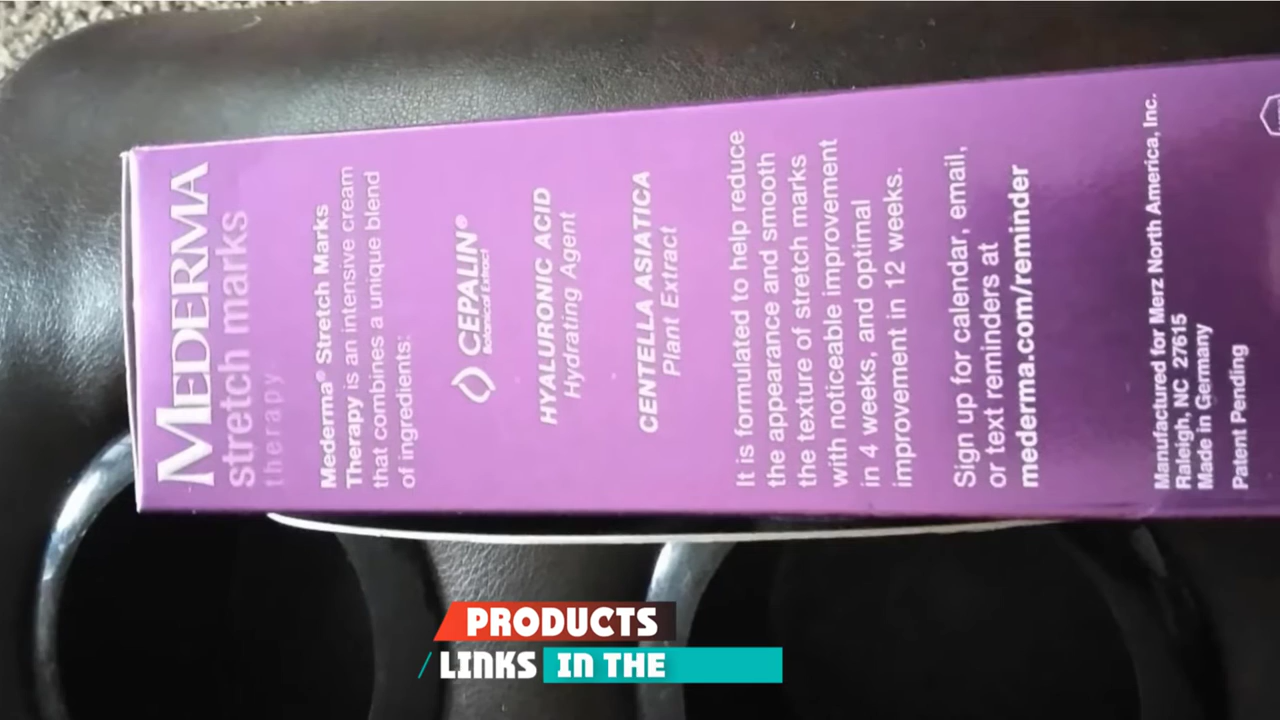 MEDERMA
stretch marks
therapy
Mederma® Stretch Marks
Therapy is an intensive cream
that combines a unique blend
of ingredients:
CEPALIN®
Botanical Extract
HYALURONIC ACID
Hydrating Agent
CENTELLA ASIATICA
Plant Extract
It is formulated to help reduce
the appearance and smooth
the texture of stretch marks
with noticeable improvement
in 4 weeks, and optimal
improvement in 12 weeks.
Sign up for calendar, email,
or text reminders at
mederma.com/reminder
Manufactured for Merz North America, Inc.
Raleigh, NC 27615
Made in Germany
Patent Pending
PRODUCTS
LINKS IN THE